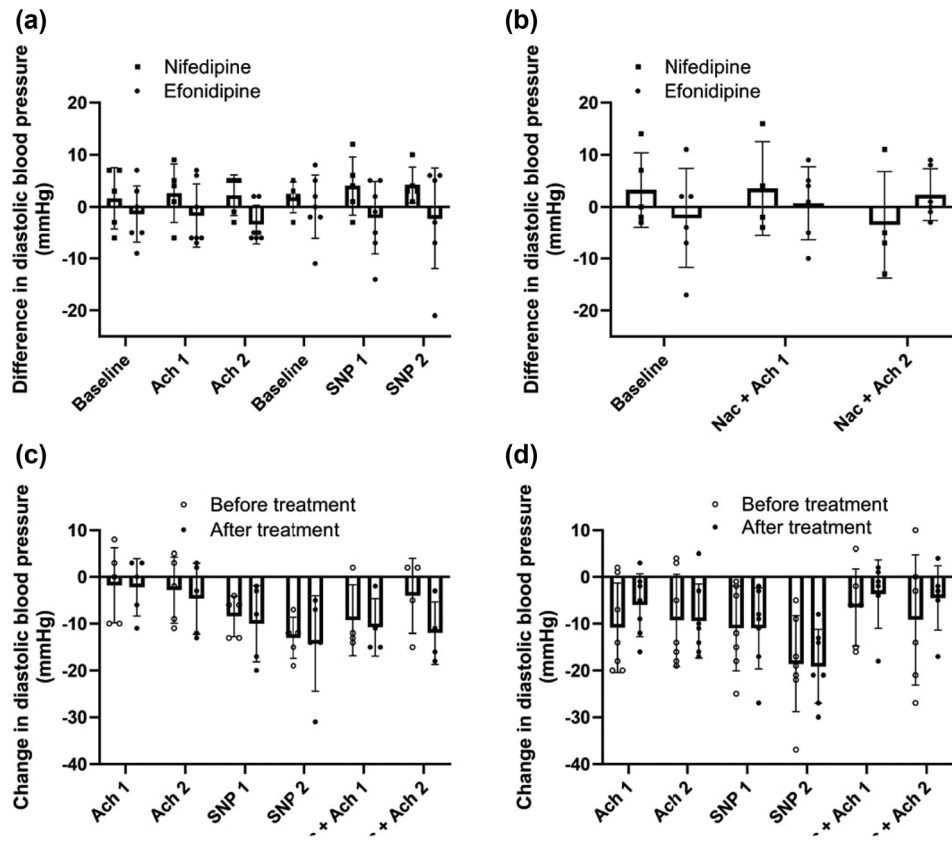 (a)
Nifedipine
Efonidipine
Difference in diastolic blood pressure
(mmHg)
20
10
0
-10
-20
Baseline
Ach 1
Ach 2
Baseline
SNP 1
SNP 2
(b)
Nifedipine
Efonidipine
Difference in diastolic blood pressure
(mmHg)
20
10
0
-10
-20
Baseline
Nac + Ach 1
Nac + Ach 2
(c)
Before treatment
After treatment
Change in diastolic blood pressure
(mmHg)
10
0
-10
-20
-30
-40
Ach 1
Ach 2
SNP 1
SNP 2
+ Ach 1
+ Ach 2
(d)
Before treatment
After treatment
Change in diastolic blood pressure
(mmHg)
10
0
-10
-20
-30
-40
Ach 1
Ach 2
SNP 1
SNP 2
+ Ach 1
+ Ach 2